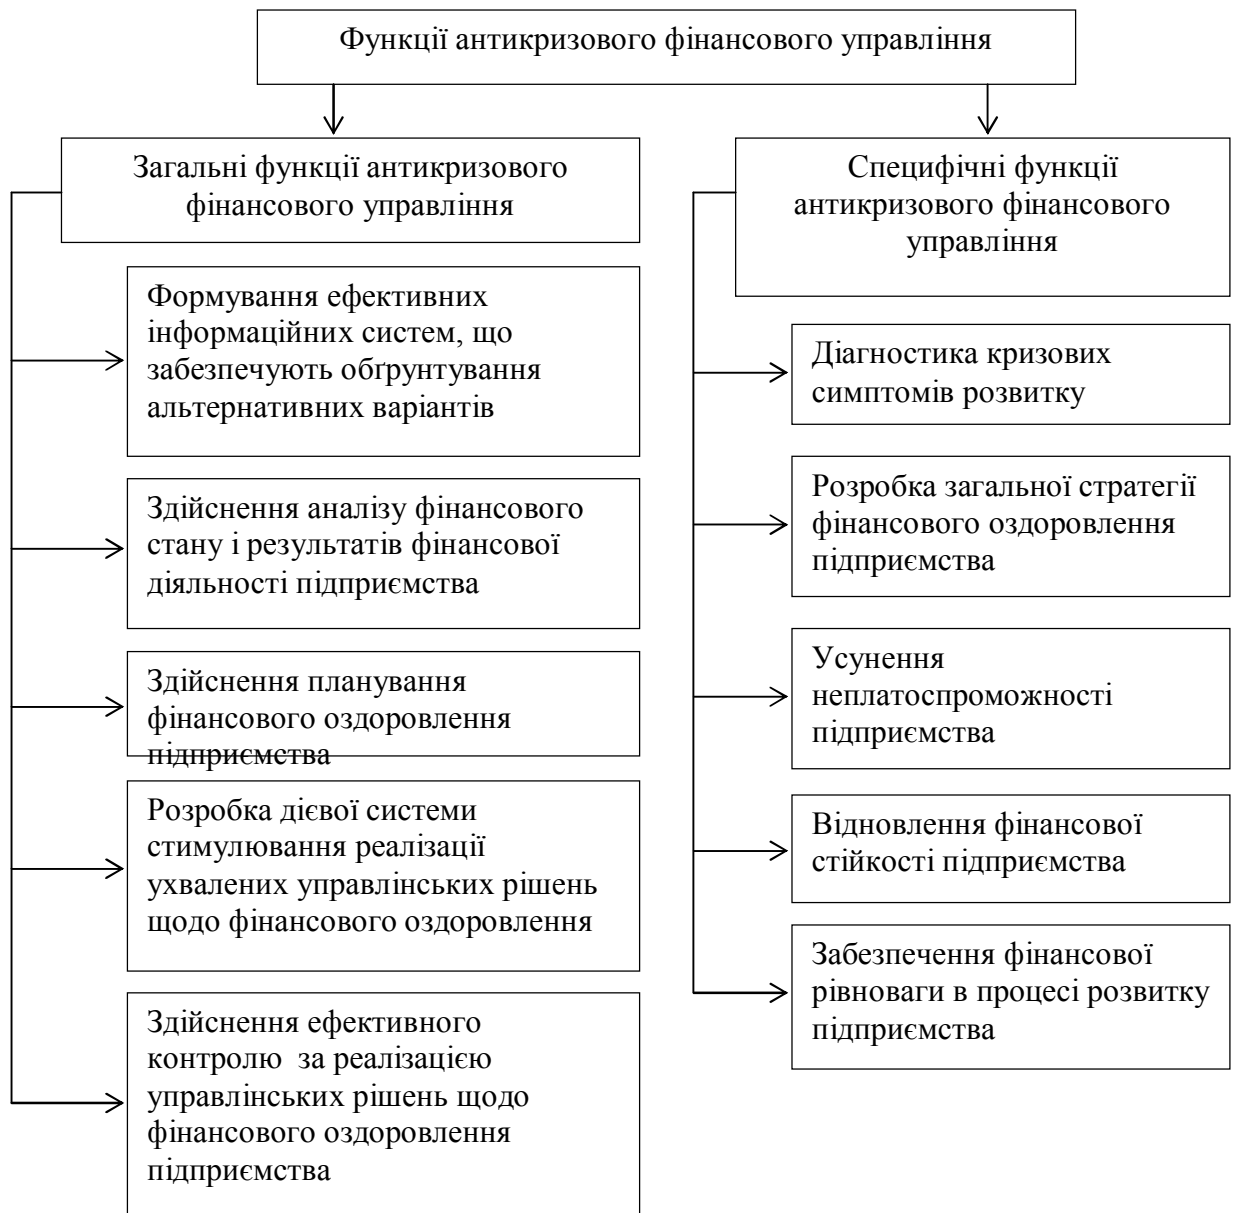 Функції антикризового фінансового управління
Загальні функції антикризового
фінансового управління
Формування ефективних
інформаційних систем, що
забезпечують обґрунтування
альтернативних варіантів
Здійснення аналізу фінансового
стану і результатів фінансової
діяльності підприємства
Здійснення планування
фінансового оздоровлення
підприємства
Розробка дієвої системи
стимулювання реалізації
ухвалених управлінських рішень
щодо фінансового оздоровлення
Здійснення ефективного
контролю за реалізацією
управлінських рішень щодо
фінансового оздоровлення
підприємства
Специфічні функції
антикризового фінансового
управління
Діагностика кризових
симптомів розвитку
Розробка загальної стратегії
фінансового оздоровлення
підприємства
Усунення
неплатоспроможності
підприємства
Відновлення фінансової
стійкості підприємства
Забезпечення фінансової
рівноваги в процесі розвитку
підприємства